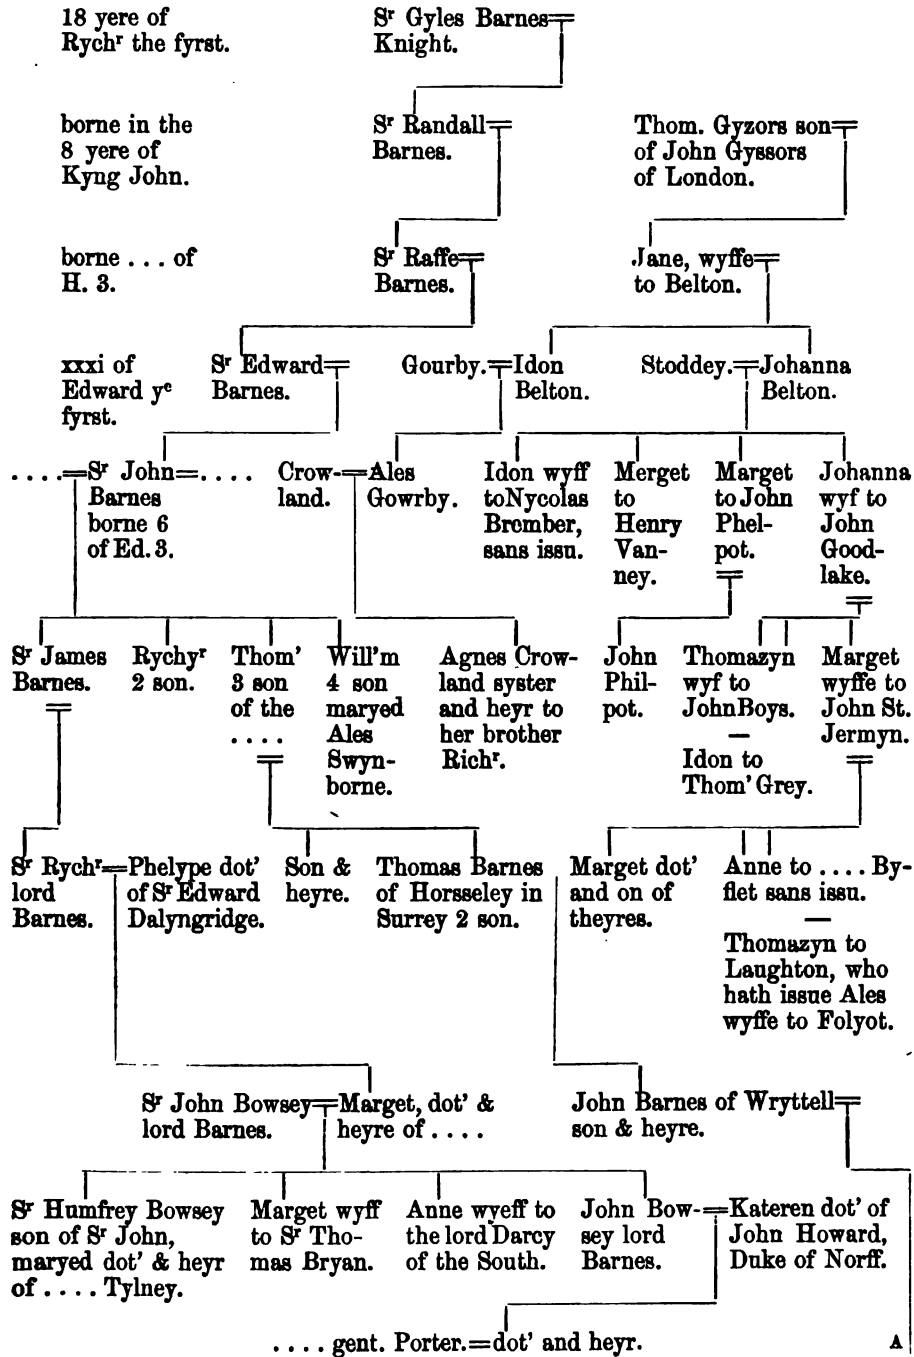 18 yere of
Rychʳ the fyrst.
Sʳ Gyles Barnes
Knight.
borne in the
8 yere of
Kyng John.
Sʳ Randall
Barnes.
Thom. Gyzors son
of John Gyssors
of London.
borne ... of
H. 3.
Sʳ Raffe
Barnes.
Jane, wyffe
to Belton.
xxxi of
Edward yᵉ
fyrst.
Sʳ Edward
Barnes.
Gourby.=Idon
Belton.
Stoddey.=Johanna
Belton.
....=Sʳ John=....
Barnes
borne 6
of Ed. 3.
Crow-=Ales
land. Gowrby.
Idon wyff
to Nycolas
Brember,
sans issu.
Merget
to
Henry
Van-
ney.
Marget
to John
Phel-
pot.
Johanna
wyf to
John
Good-
lake.
Sʳ James
Barnes.
Rychyʳ
2 son.
Thom'
3 son
of the
....
Will'm
4 son
maryed
Ales
Swyn-
borne.
Agnes Crow-
land syster
and heyr to
her brother
Richʳ.
John
Phil-
pot.
Thomazyn
wyf to
John Boys.
—
Idon to
Thom' Grey.
Marget
wyffe to
John St.
Jermyn.
Sʳ Rychʳ=Phelype dot'
lord of Sʳ Edward
Barnes. Dalyngridge.
Son &
heyre.
Thomas Barnes
of Horsseley in
Surrey 2 son.
Marget dot'
and on of
theyres.
Anne to .... By-
flet sans issu.
—
Thomazyn to
Laughton, who
hath issue Ales
wyffe to Folyot.
Sʳ John Bowsey=Marget, dot' &
lord Barnes. heyre of ....
John Barnes of Wryttell=
son & heyre.
Sʳ Humfrey Bowsey
son of Sʳ John,
maryed dot' & heyr
of .... Tylney.
Marget wyff
to Sʳ Tho-
mas Bryan.
Anne wyeff to
the lord Darcy
of the South.
John Bow-=Kateren dot' of
sey lord John Howard,
Barnes. Duke of Norff.
.... gent. Porter.=dot' and heyr.
A